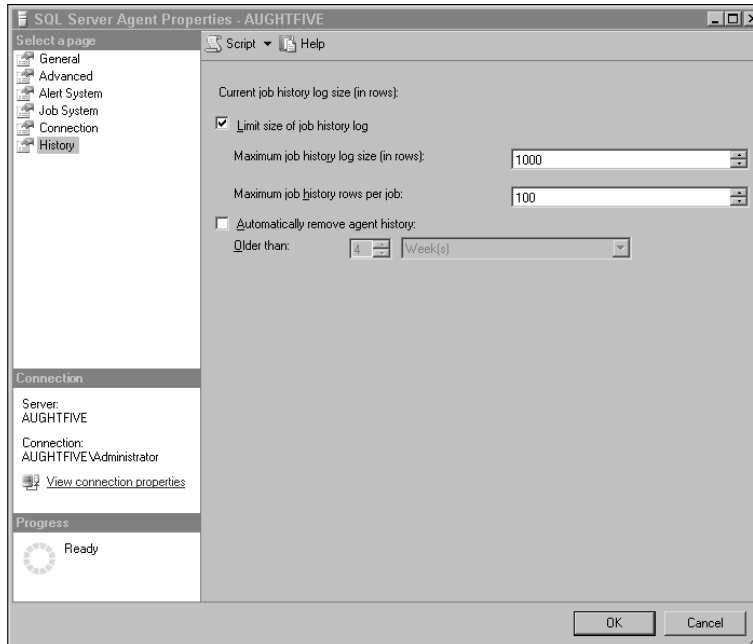 SQL Server Agent Properties - AUGHTFIVE
Select a page
General
Advanced
Alert System
Job System
Connection
History
Script Help
Current job history log size (in rows):
Limit size of job history log
Maximum job history log size (in rows): 1000
Maximum job history rows per job: 100
Automatically remove agent history:
Older than: 4 Week(s)
Connection
Server:
AUGHTFIVE
Connection:
AUGHTFIVE\Administrator
View connection properties
Progress
Ready
OK Cancel